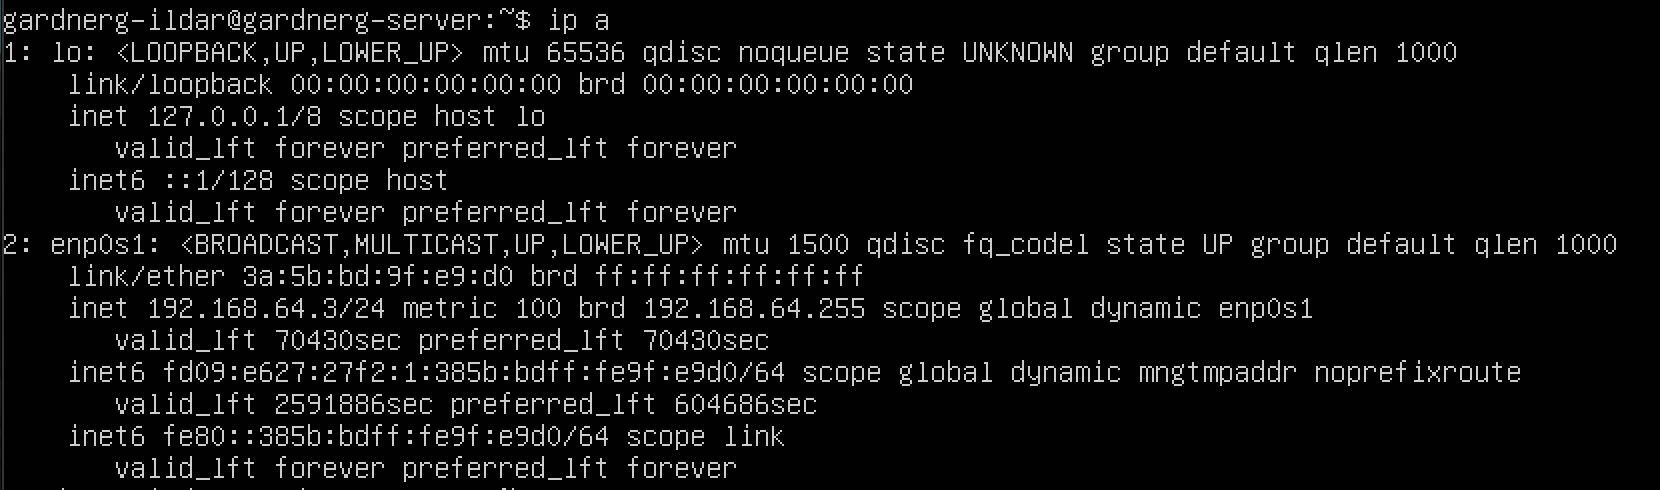 gardnerg-ildar@gardnerg-server:~$ ip a
1: lo: <LOOPBACK,UP,LOWER_UP> mtu 65536 qdisc noqueue state UNKNOWN group default qlen 1000
    link/loopback 00:00:00:00:00:00 brd 00:00:00:00:00:00
    inet 127.0.0.1/8 scope host lo
       valid_lft forever preferred_lft forever
    inet6 ::1/128 scope host
       valid_lft forever preferred_lft forever
2: enp0s1: <BROADCAST,MULTICAST,UP,LOWER_UP> mtu 1500 qdisc fq_codel state UP group default qlen 1000
    link/ether 3a:5b:bd:9f:e9:d0 brd ff:ff:ff:ff:ff:ff
    inet 192.168.64.3/24 metric 100 brd 192.168.64.255 scope global dynamic enp0s1
       valid_lft 70430sec preferred_lft 70430sec
    inet6 fd09:e627:27f2:1:385b:bdff:fe9f:e9d0/64 scope global dynamic mngtmpaddr noprefixroute
       valid_lft 2591886sec preferred_lft 604686sec
    inet6 fe80::385b:bdff:fe9f:e9d0/64 scope link
       valid_lft forever preferred_lft forever